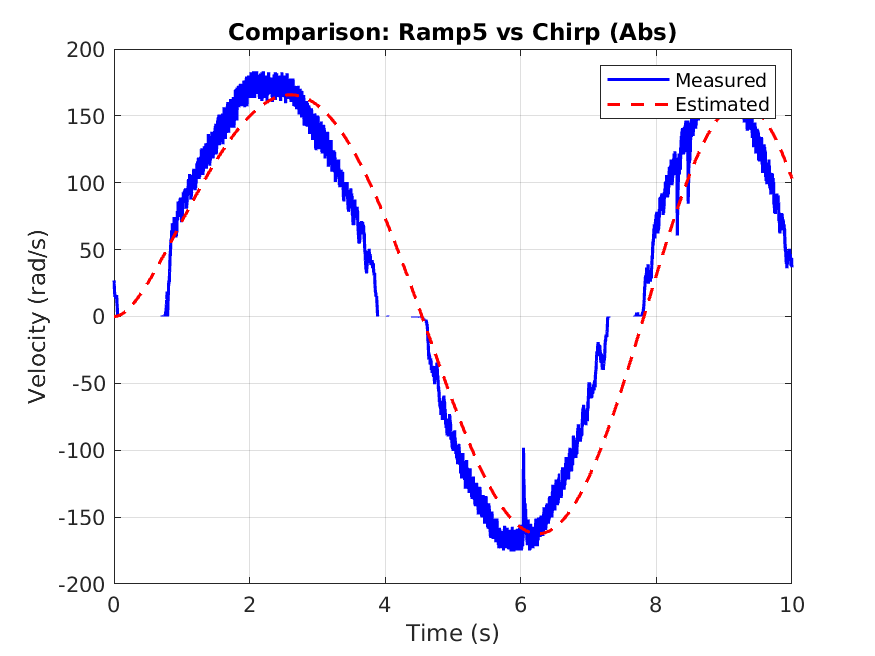 Comparison: Ramp5 vs Chirp (Abs)
Measured
Estimated
200
150
100
50
0
-50
-100
-150
-200
Velocity (rad/s)
0 2 4 6 8 10
Time (s)